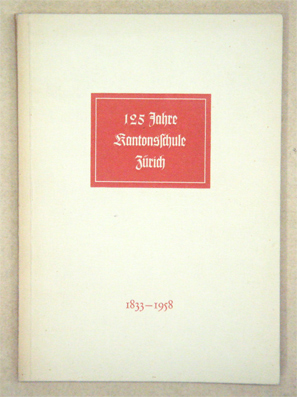 125 Jahre
Kantonsschule
Zürich
1833–1958